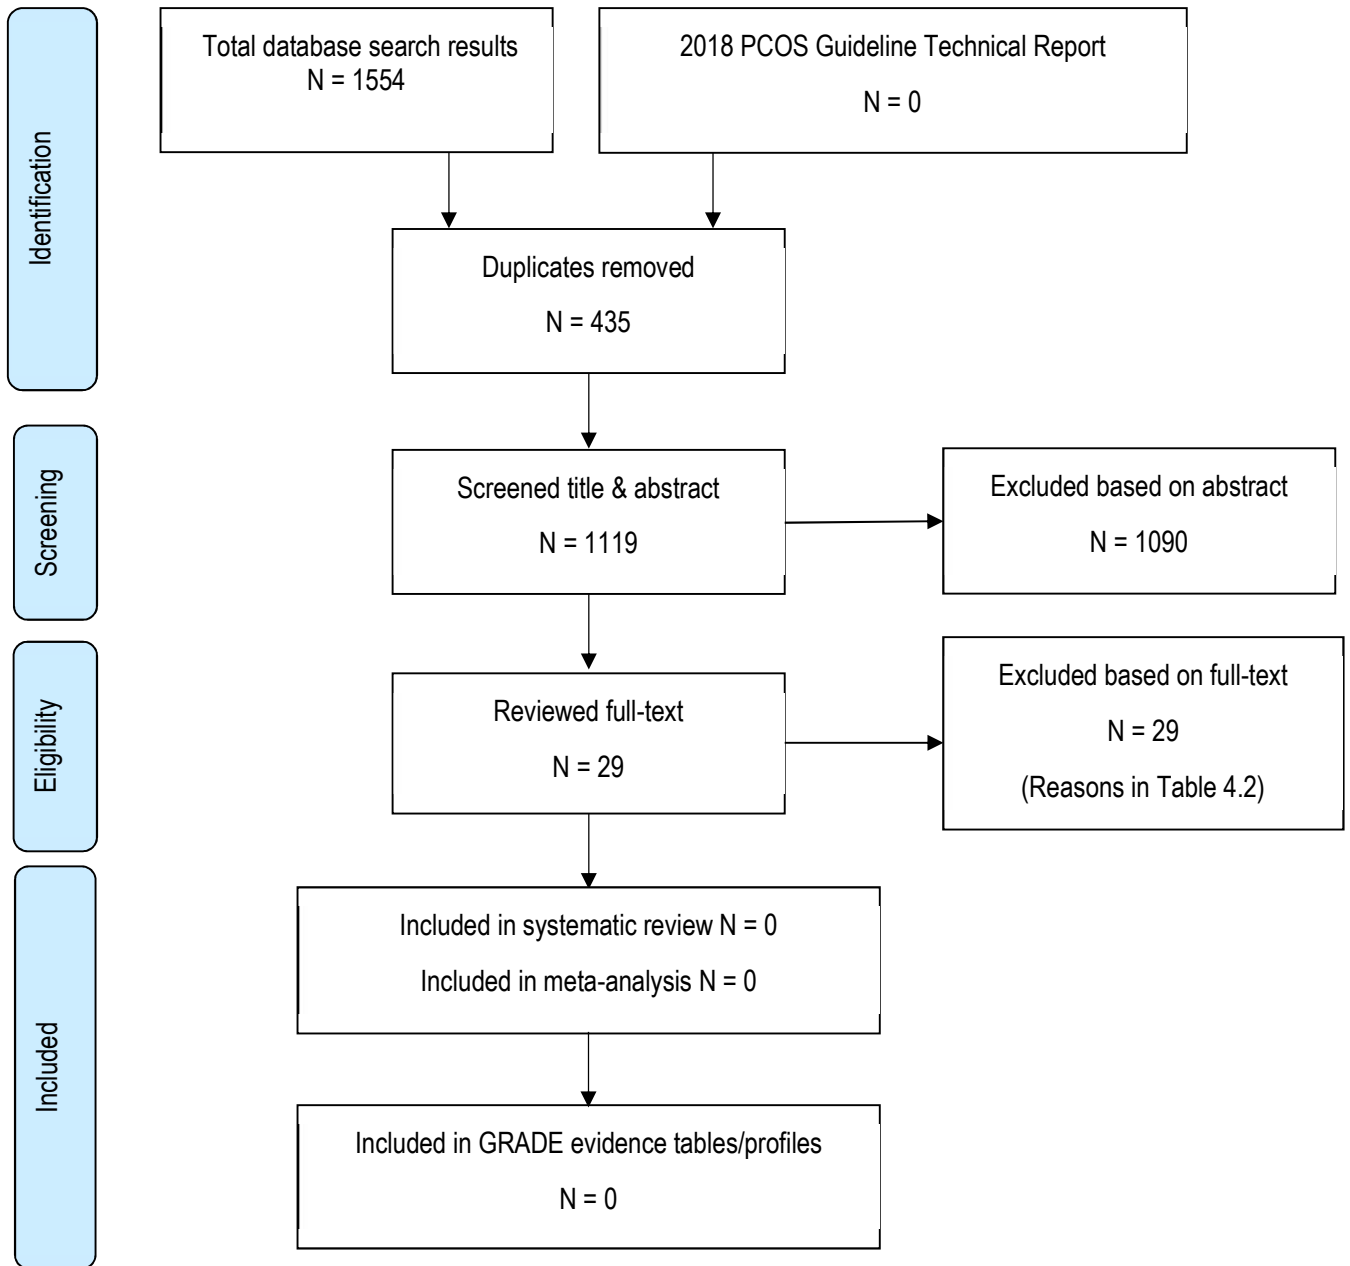 Identification
Total database search results
N = 1554
2018 PCOS Guideline Technical Report
N = 0
Duplicates removed
N = 435
Screening
Screened title & abstract
N = 1119
Excluded based on abstract
N = 1090
Eligibility
Reviewed full-text
N = 29
Excluded based on full-text
N = 29
(Reasons in Table 4.2)
Included
Included in systematic review N = 0
Included in meta-analysis N = 0
Included in GRADE evidence tables/profiles
N = 0